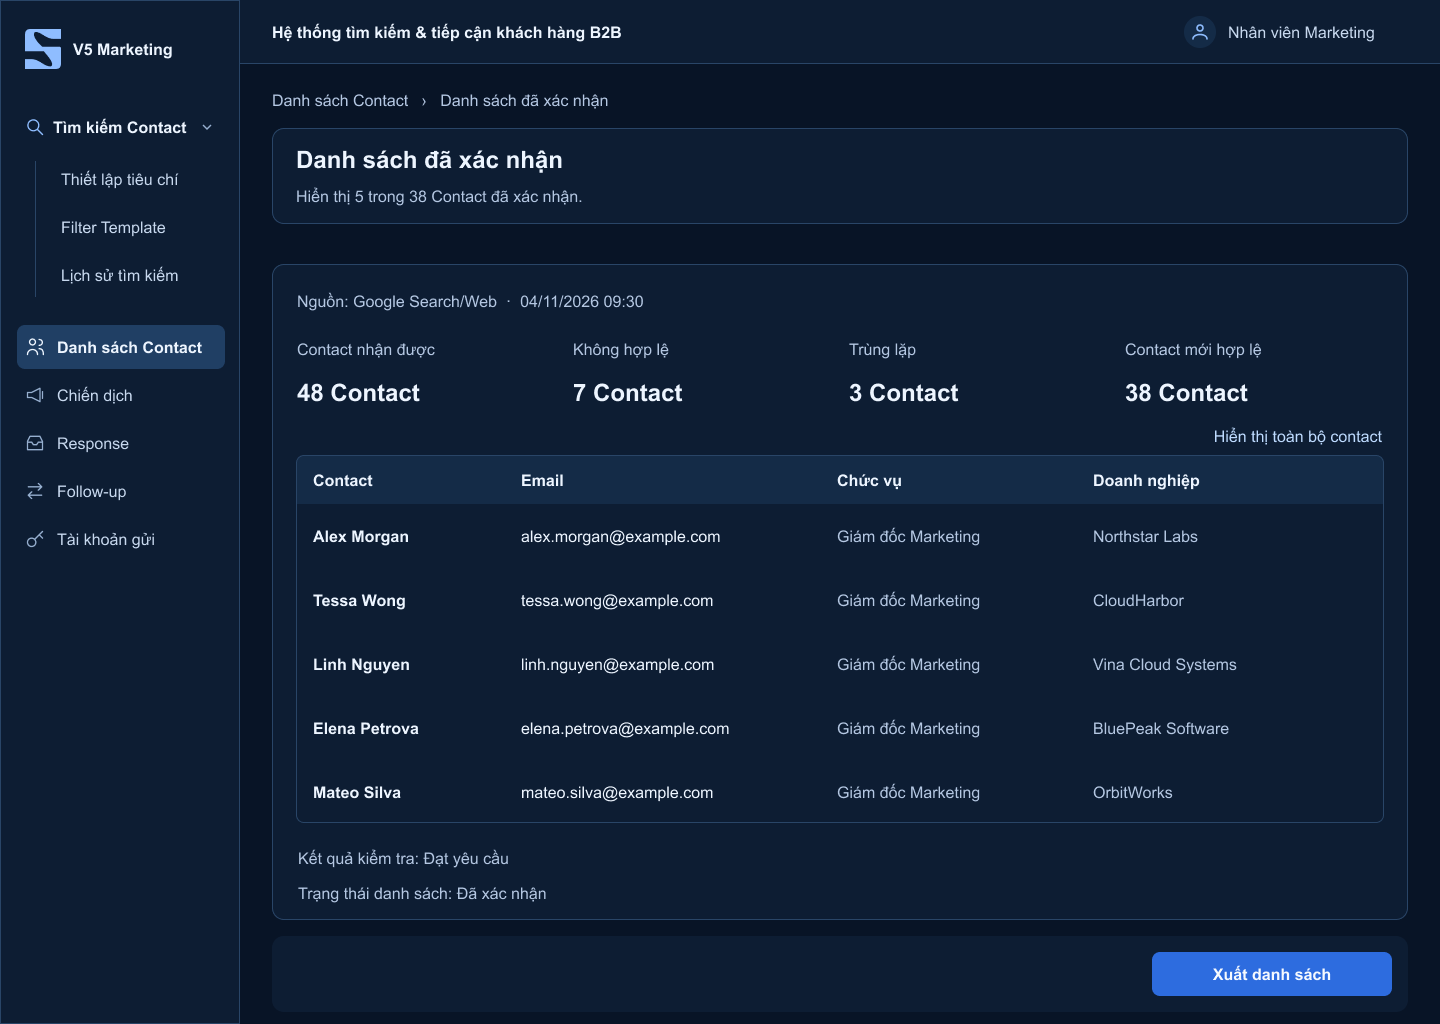 V5 Marketing
Hệ thống tìm kiếm & tiếp cận khách hàng B2B
Nhân viên Marketing
Tìm kiếm Contact
Thiết lập tiêu chí
Filter Template
Lịch sử tìm kiếm
Danh sách Contact
Chiến dịch
Response
Follow-up
Tài khoản gửi
Danh sách Contact › Danh sách đã xác nhận
Danh sách đã xác nhận
Hiển thị 5 trong 38 Contact đã xác nhận.
Nguồn: Google Search/Web · 04/11/2026 09:30
Contact nhận được Không hợp lệ Trùng lặp Contact mới hợp lệ
48 Contact 7 Contact 3 Contact 38 Contact
Hiển thị toàn bộ contact
Contact Email Chức vụ Doanh nghiệp
Alex Morgan alex.morgan@example.com Giám đốc Marketing Northstar Labs
Tessa Wong tessa.wong@example.com Giám đốc Marketing CloudHarbor
Linh Nguyen linh.nguyen@example.com Giám đốc Marketing Vina Cloud Systems
Elena Petrova elena.petrova@example.com Giám đốc Marketing BluePeak Software
Mateo Silva mateo.silva@example.com Giám đốc Marketing OrbitWorks
Kết quả kiểm tra: Đạt yêu cầu
Trạng thái danh sách: Đã xác nhận
Xuất danh sách